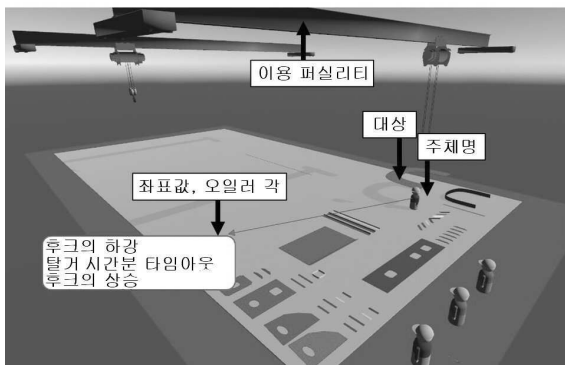 이용 퍼실리티
대상
주체명
좌표값, 오일러 각
후크의 하강
탈거 시간분 타임아웃
후크의 상승